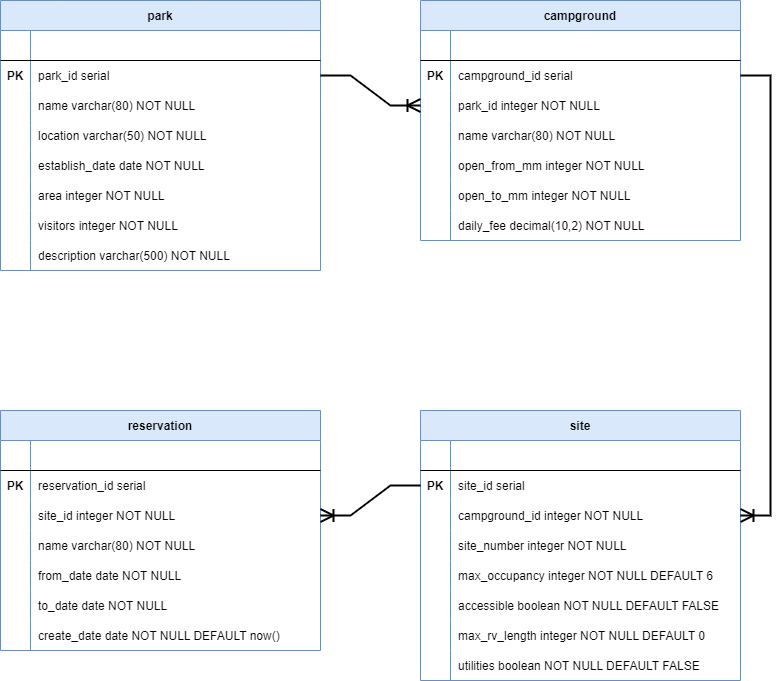 park
PK park_id serial
name varchar(80) NOT NULL
location varchar(50) NOT NULL
establish_date date NOT NULL
area integer NOT NULL
visitors integer NOT NULL
description varchar(500) NOT NULL
campground
PK campground_id serial
park_id integer NOT NULL
name varchar(80) NOT NULL
open_from_mm integer NOT NULL
open_to_mm integer NOT NULL
daily_fee decimal(10,2) NOT NULL
reservation
PK reservation_id serial
site_id integer NOT NULL
name varchar(80) NOT NULL
from_date date NOT NULL
to_date date NOT NULL
create_date date NOT NULL DEFAULT now()
site
PK site_id serial
campground_id integer NOT NULL
site_number integer NOT NULL
max_occupancy integer NOT NULL DEFAULT 6
accessible boolean NOT NULL DEFAULT FALSE
max_rv_length integer NOT NULL DEFAULT 0
utilities boolean NOT NULL DEFAULT FALSE